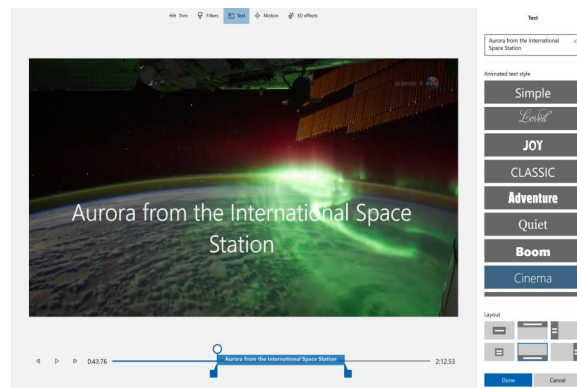 Trim
Filters
Text
Motion
3D effects
Text
Aurora from the International
Space Station
Animated text style
Simple
Loved
JOY
CLASSIC
Adventure
Quiet
Boom
Cinema
Layout
Done
Cancel
Aurora from the International Space
Station
0:43.76
Aurora from the International Space Station
2:12.53